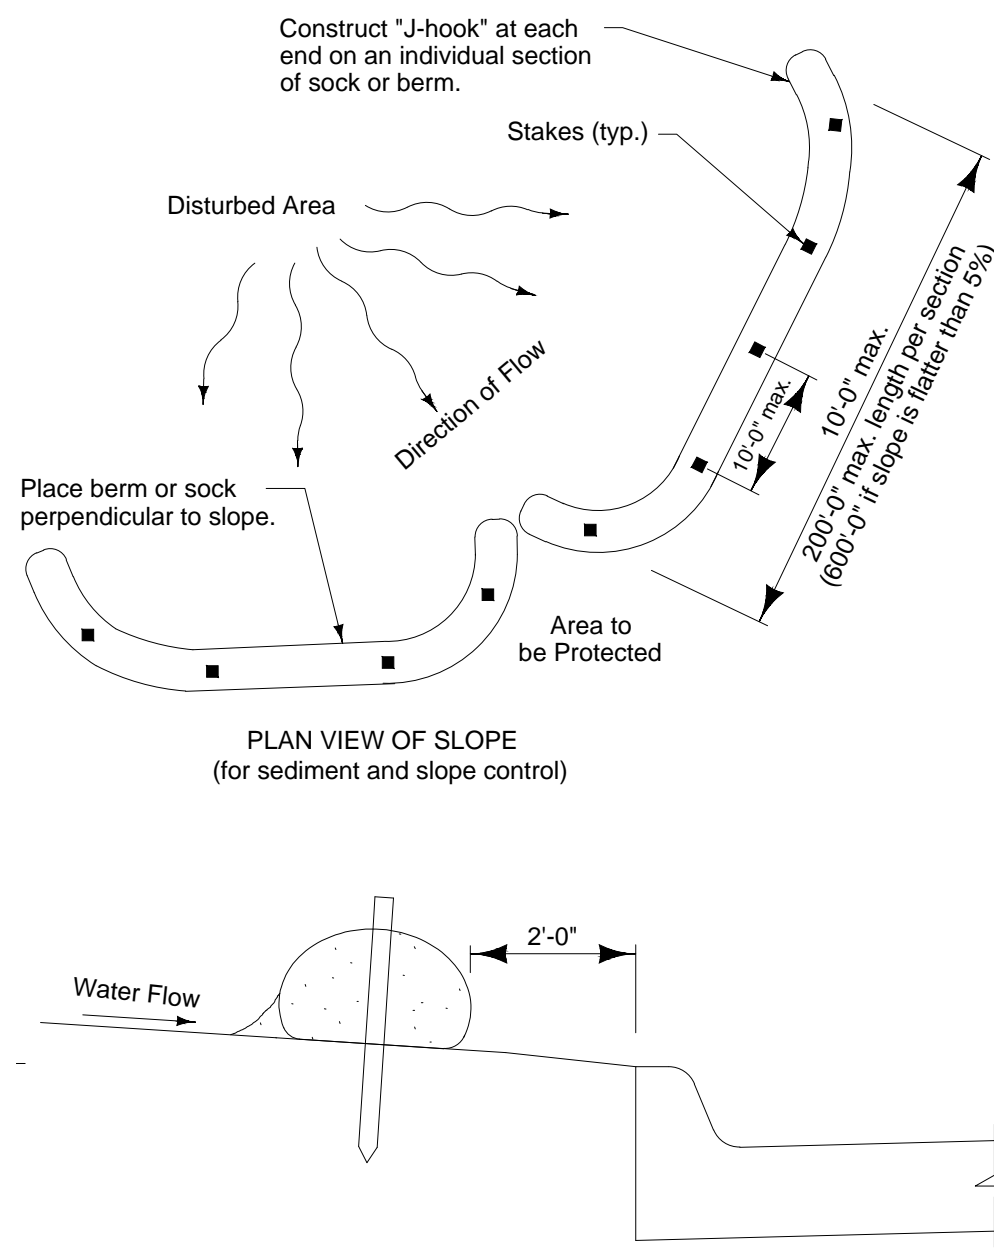 Construct "J-hook" at each
end on an individual section
of sock or berm.
Stakes (typ.)
Disturbed Area
Direction of Flow
10'-0" max.
10'-0" max.
200'-0" max. length per section
(600'-0" if slope is flatter than 5%)
Place berm or sock
perpendicular to slope.
Area to
be Protected
PLAN VIEW OF SLOPE
(for sediment and slope control)
2'-0"
Water Flow